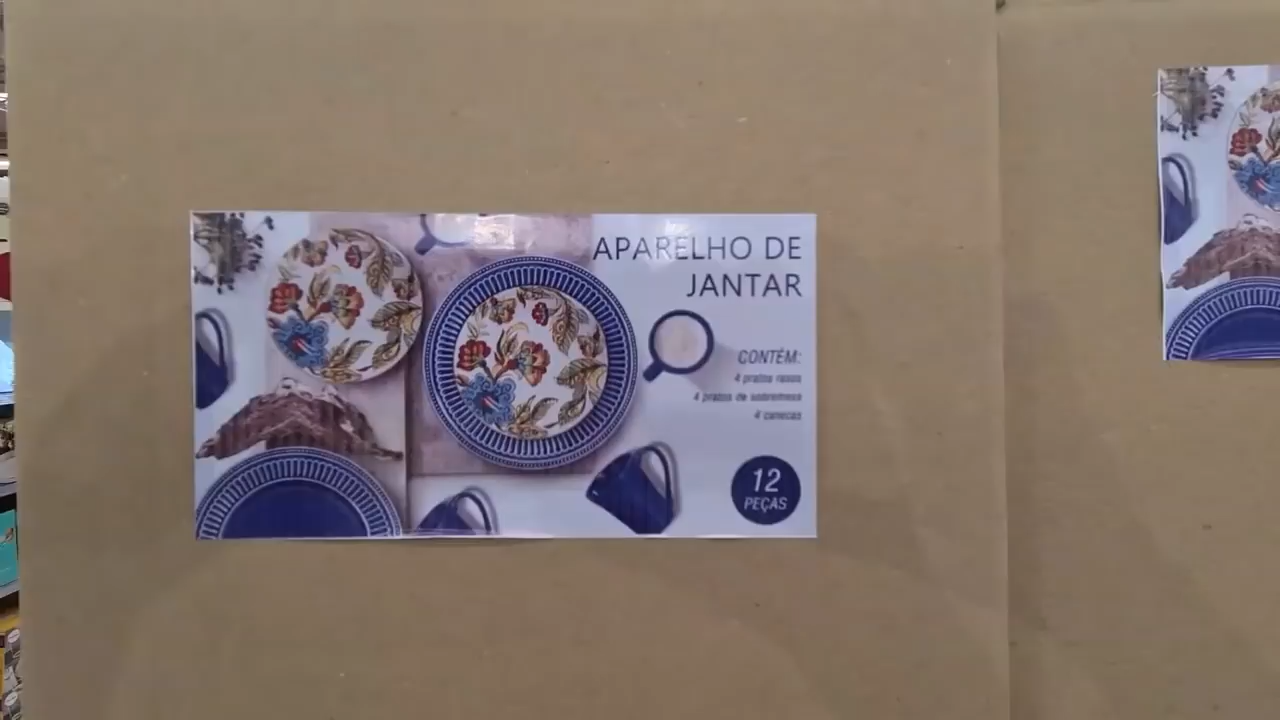 APARELHO DE
JANTAR
CONTÉM:
4 pratos rasos
4 pratos de sobremesa
4 canecas
12
PEÇAS